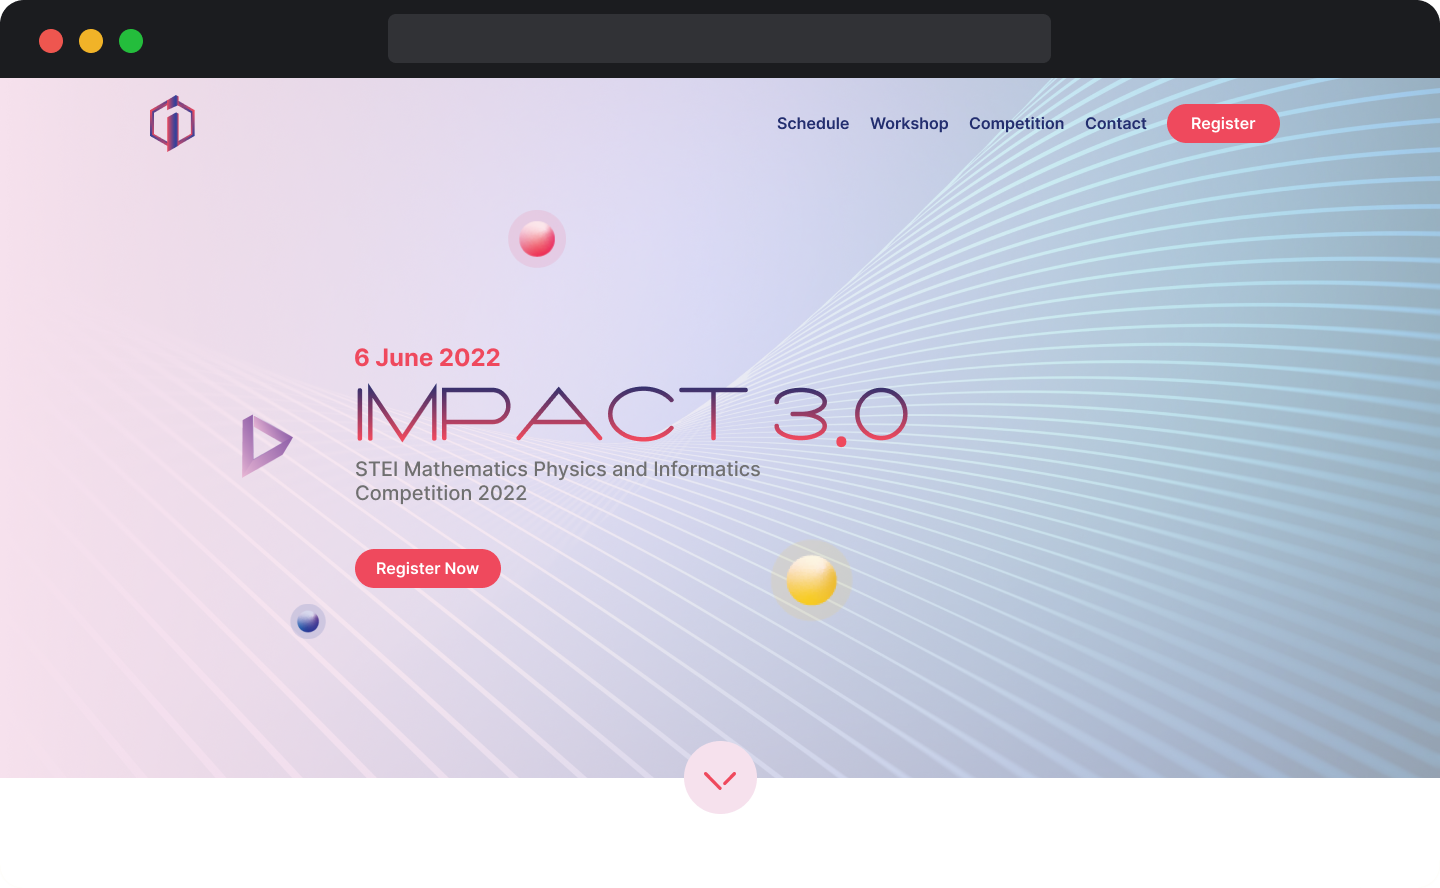 Schedule Workshop Competition Contact Register
6 June 2022
IMPACT 3.0
STEI Mathematics Physics and Informatics
Competition 2022
Register Now